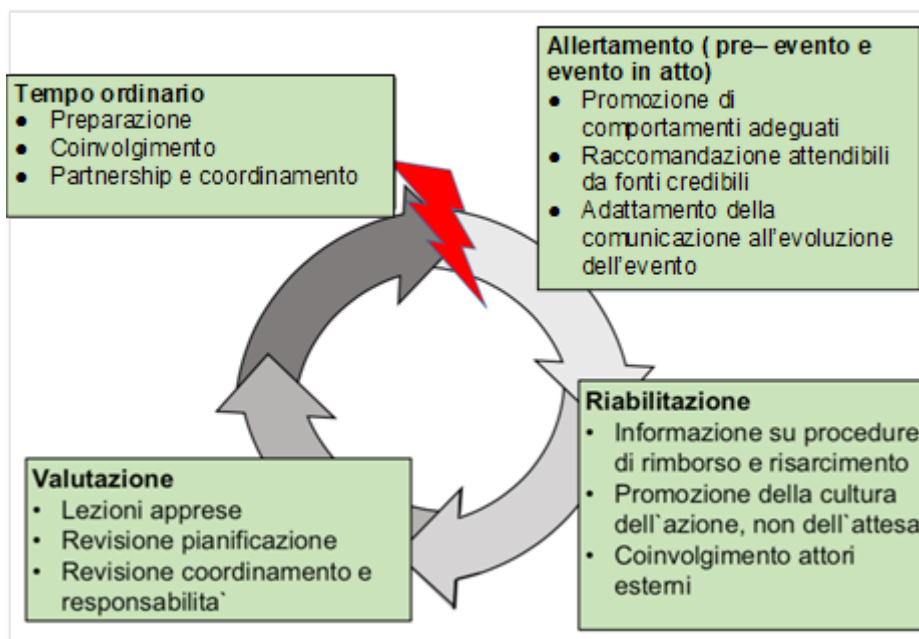 Tempo ordinario
● Preparazione
● Coinvolgimento
● Partnership e coordinamento
Allertamento ( pre– evento e
evento in atto)
● Promozione di
comportamenti adeguati
● Raccomandazione attendibili
da fonti credibili
● Adattamento della
comunicazione all'evoluzione
dell'evento
Riabilitazione
• Informazione su procedure
di rimborso e risarcimento
• Promozione della cultura
dell`azione, non dell`attesa
• Coinvolgimento attori
esterni
Valutazione
• Lezioni apprese
• Revisione pianificazione
• Revisione coordinamento e
responsabilita`